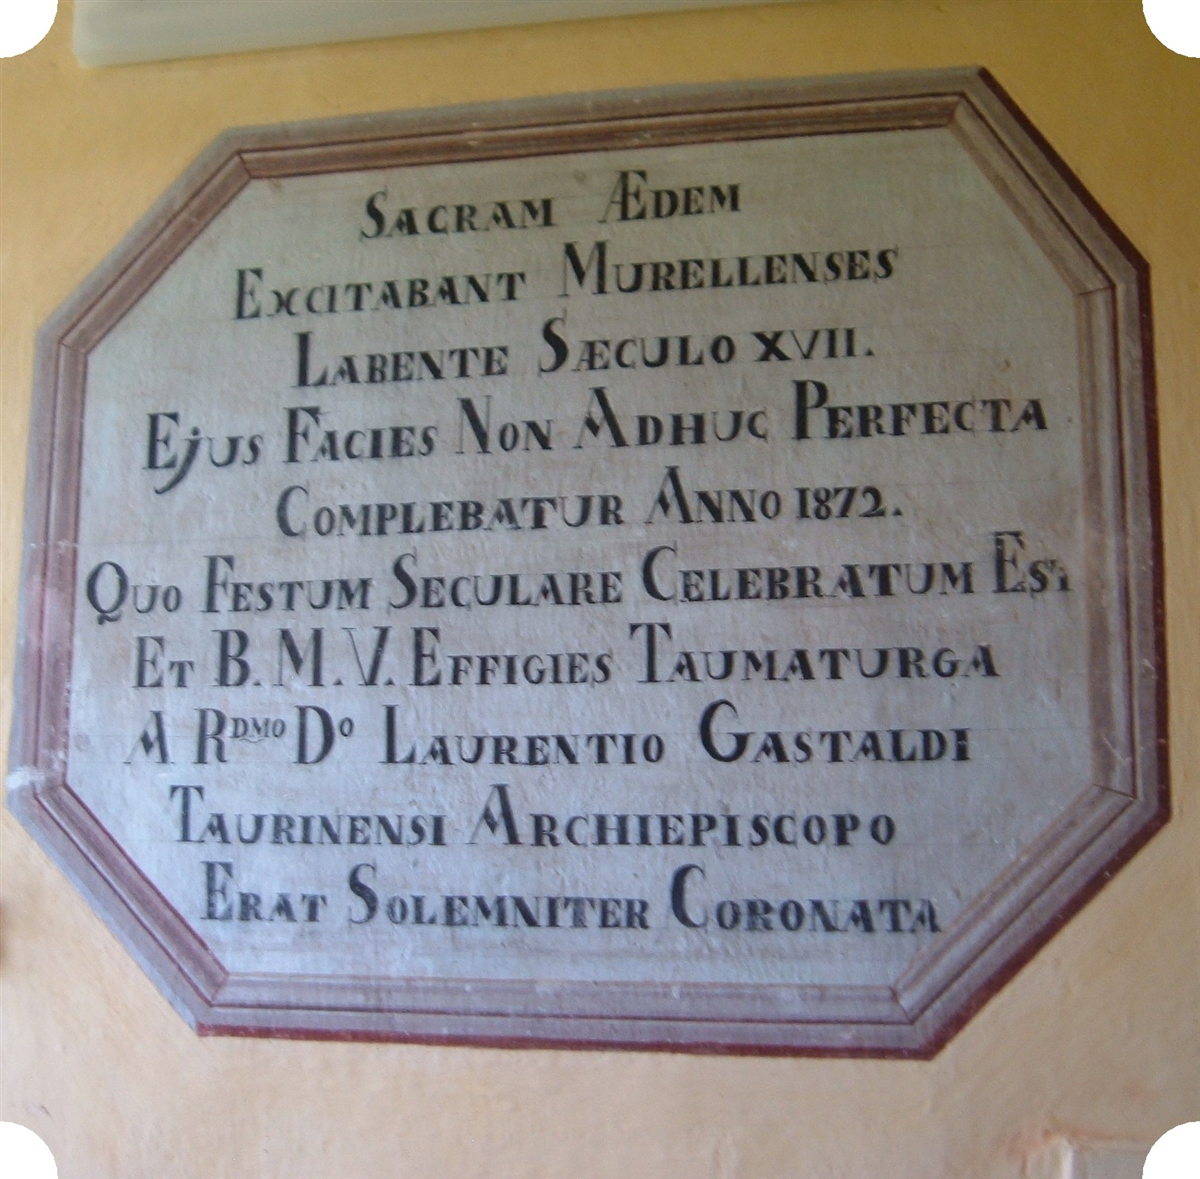 SACRAM ÆDEM
EXCITABANT MURELLENSES
LABENTE SÆCULO XVII.
EJUS FACIES NON ADHUC PERFECTA
COMPLEBATUR ANNO 1872.
QUO FESTUM SECULARE CELEBRATUM EST
ET B. M. V. EFFIGIES TAUMATURGA
A RDMO DO LAURENTIO GASTALDI
TAURINENSI ARCHIEPISCOPO
ERAT SOLEMNITER CORONATA